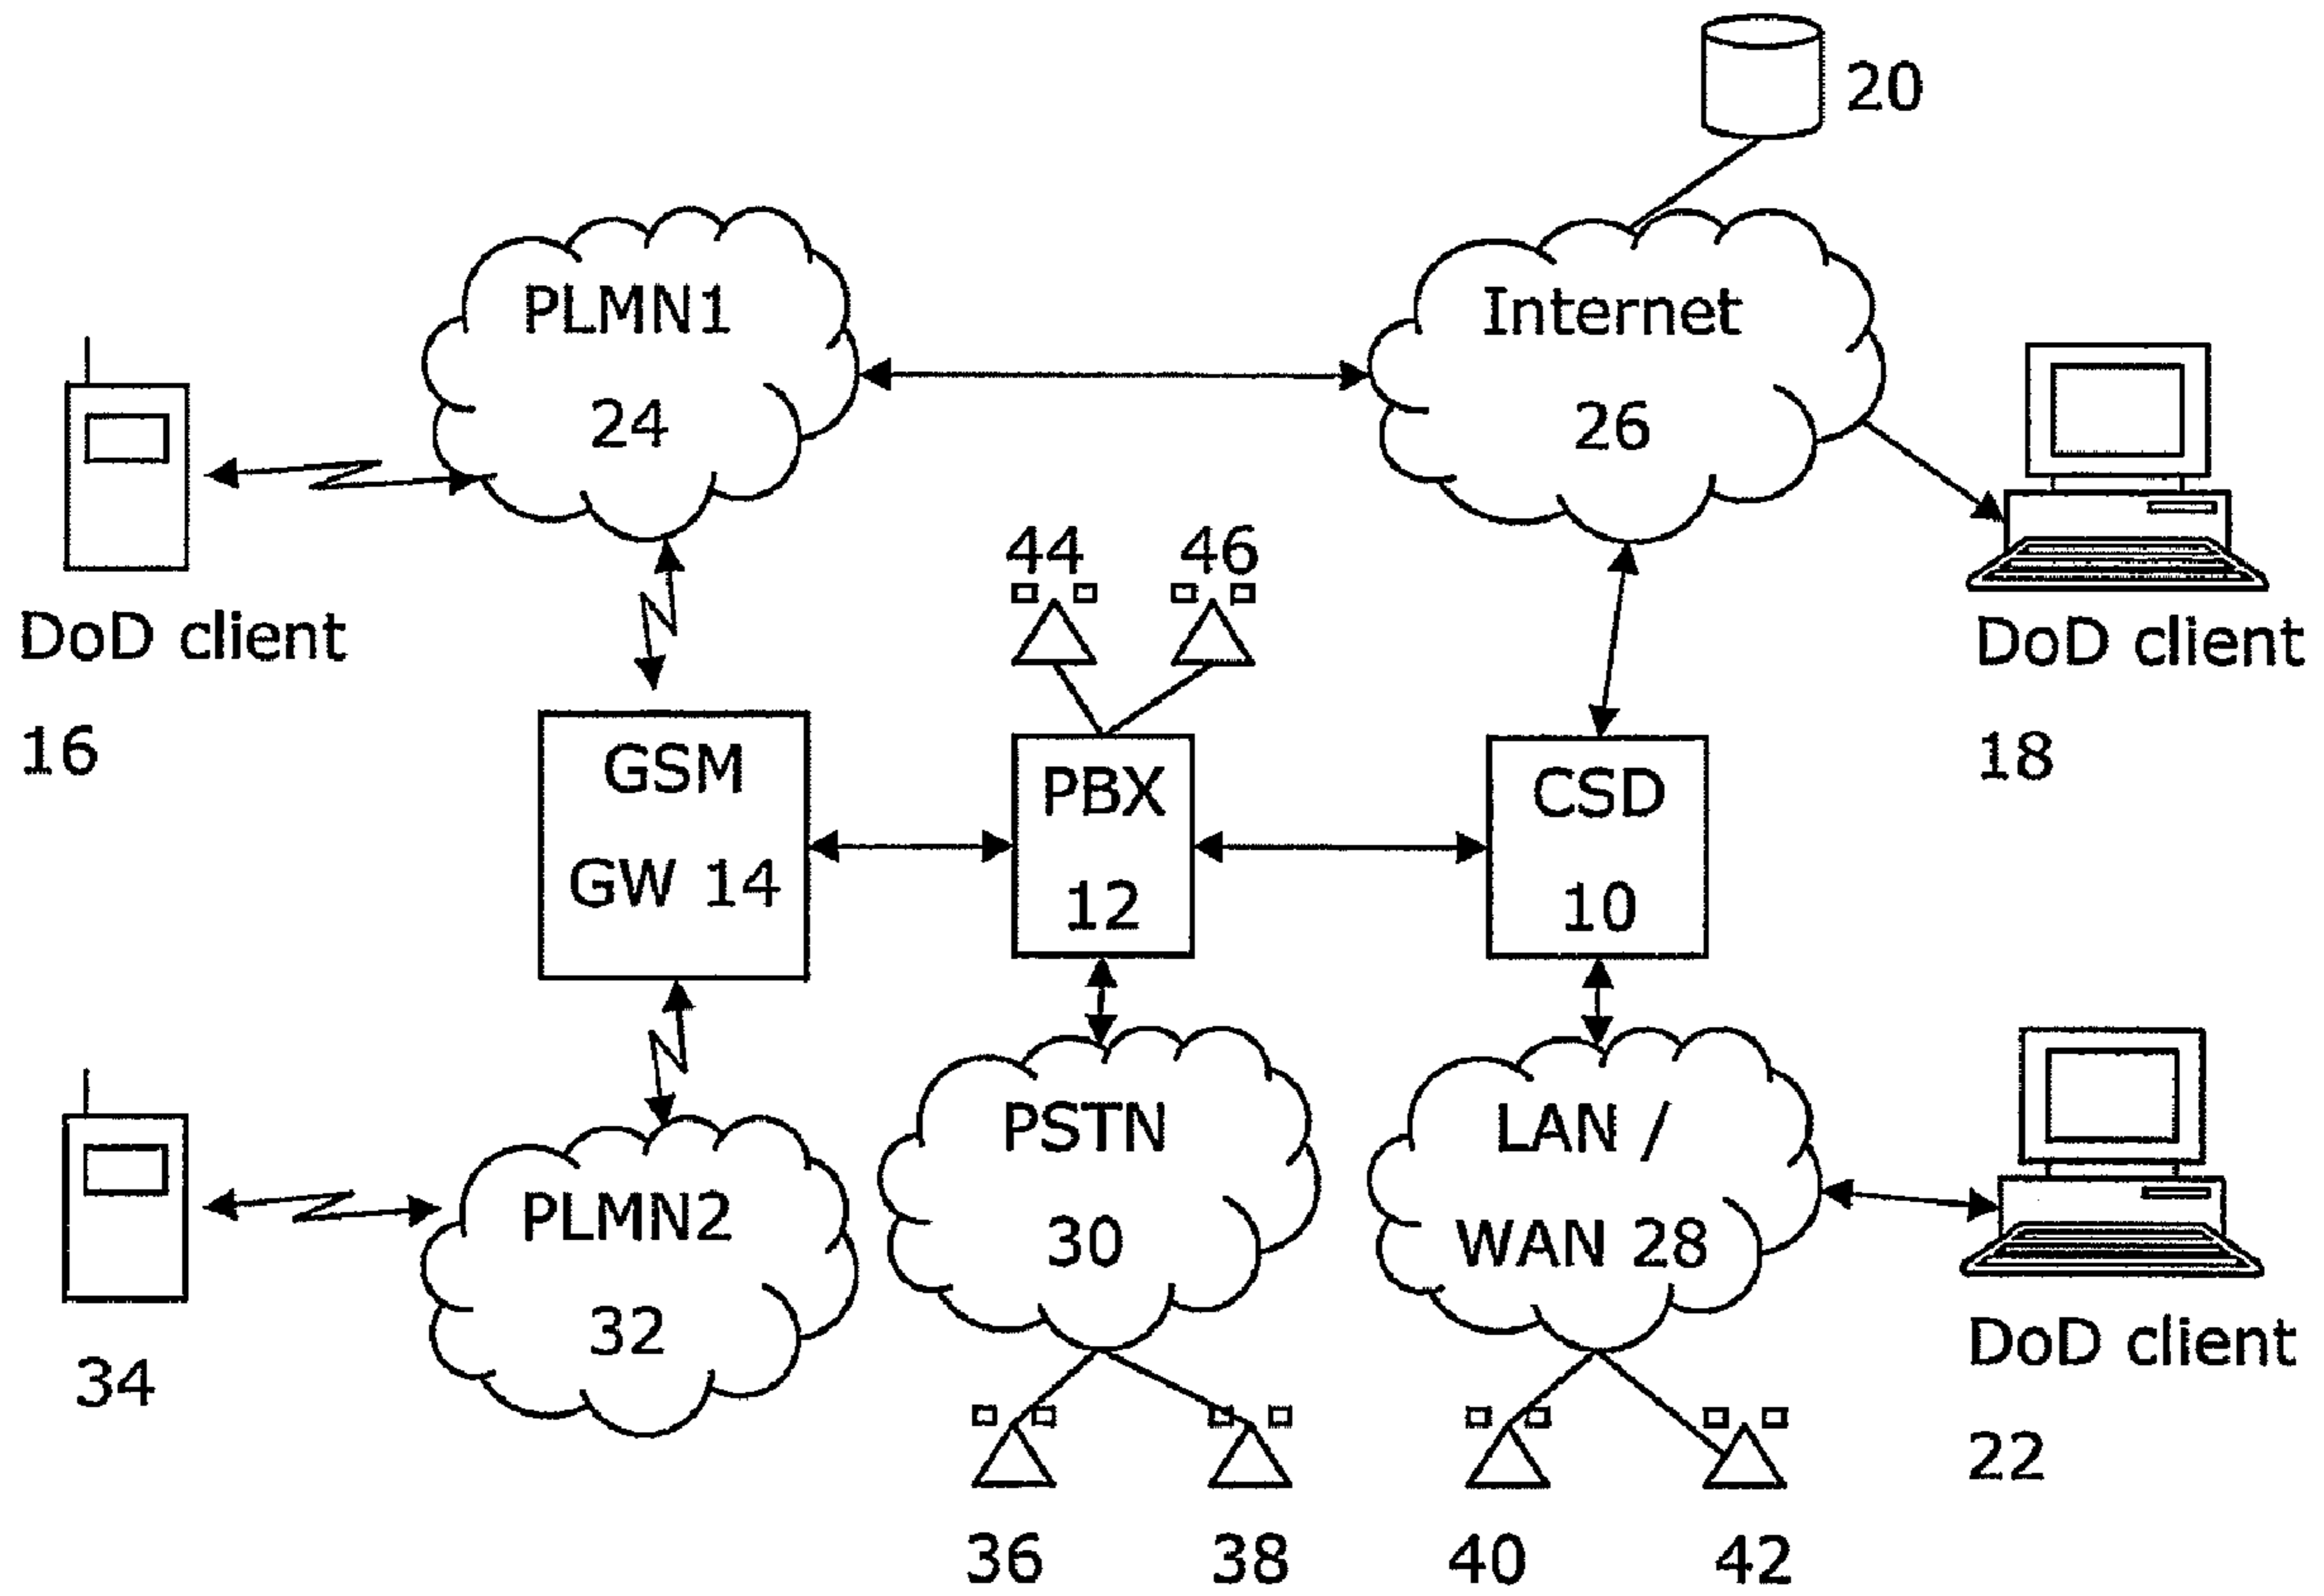 20
PLMN1
24
Internet
26
44
46
DoD client
16
DoD client
18
GSM
GW 14
PBX
12
CSD
10
PLMN2
32
PSTN
30
LAN /
WAN 28
34
DoD client
22
36
38
40
42